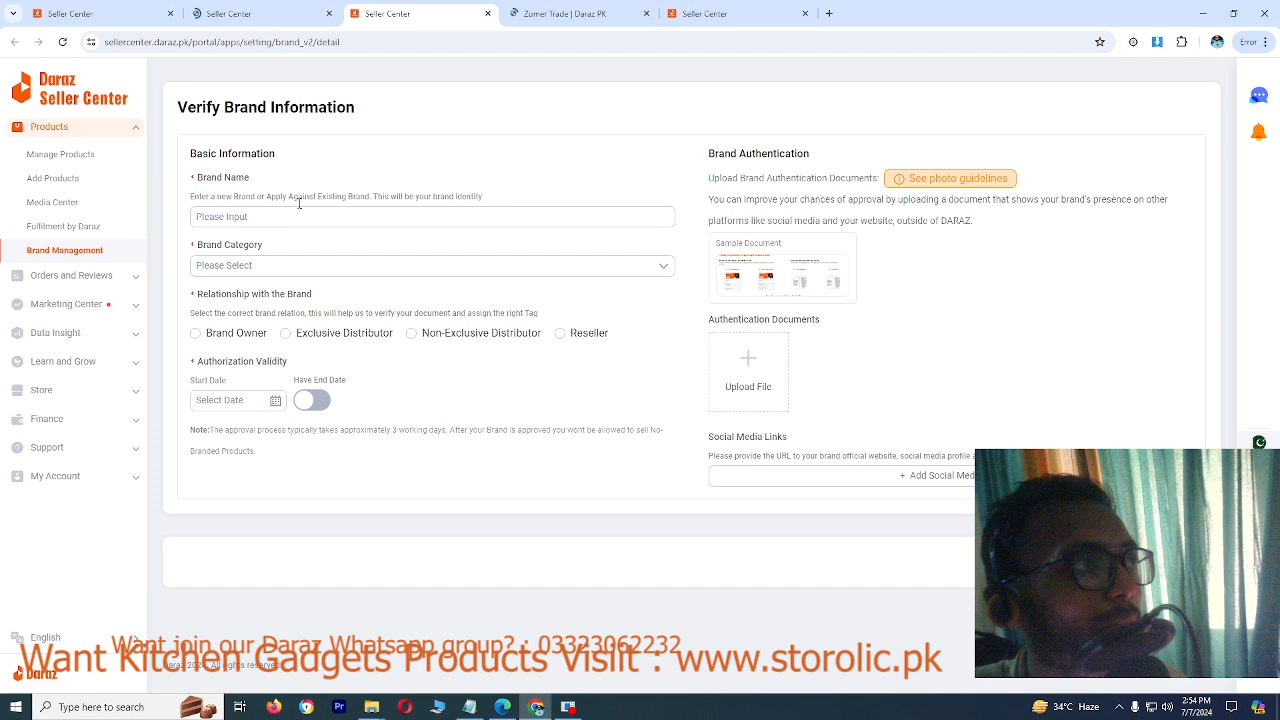 Seller Center
Seller Center
Zumer Trade | Daraz PK
Seller Center
sellercenter.daraz.pk/portal/apps/setting/brand_v2/detail
Error
Daraz
Seller Center
Products
Manage Products
Add Products
Media Center
Fulfilment by Daraz
Brand Management
Orders and Reviews
Marketing Center
Data Insight
Learn and Grow
Store
Finance
Support
My Account
English
Daraz
Verify Brand Information
Basic Information
* Brand Name
Enter a new Brand or Apply Against Existing Brand. This will be your brand identity
Please Input
* Brand Category
Please Select
* Relationship with the Brand
Select the correct brand relation, this will help us to verify your document and assign the right Tag
Brand Owner
Exclusive Distributor
Non-Exclusive Distributor
Reseller
* Authorization Validity
Start Date
Have End Date
Select Date
Note:The approval process typically takes approximately 3 working days. After your Brand is approved you wont be allowed to sell No-
Branded Products.
Brand Authentication
Upload Brand Authentication Documents:
See photo guidelines
You can improve your chances of approval by uploading a document that shows your brand's presence on other
platforms like social media and your website, outside of DARAZ.
Sample Document
Authentication Documents
Upload File
Social Media Links
Please provide the URL to your brand official website, social media profile
+ Add Social Med
Want join our Daraz Whatsapp group? : 03323062232
Want Kitchen Gadgets Products Visiit : www.storolic.pk
Type here to search
34°C Haze
2:54 PM
7/7/2024